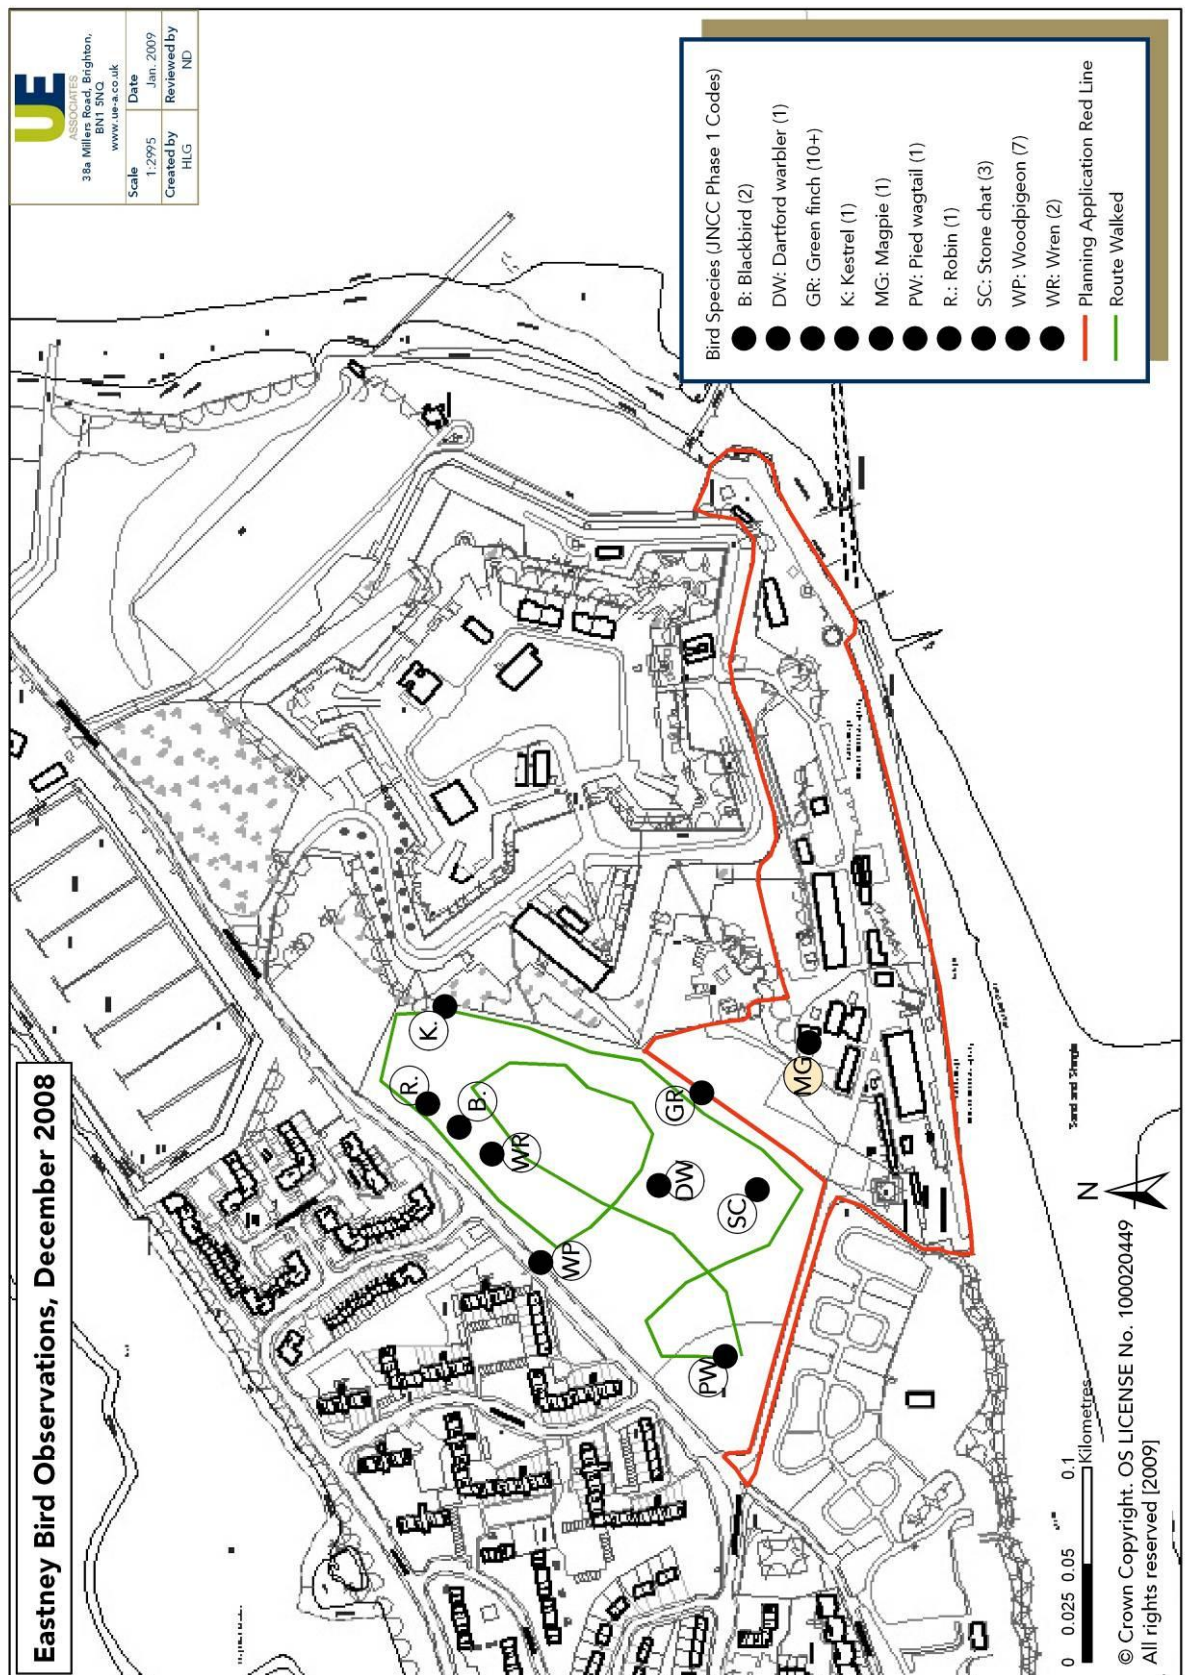 Eastney Bird Observations, December 2008
UE
ASSOCIATES
38a Millers Road, Brighton,
BN1 5NQ
www.ue-a.co.uk
Scale Date
1:2995 Jan. 2009
Created by Reviewed by
HLG ND
K.
R.
B.
WR
WP
GR
DW
SC
PW
MG
Bird Species (JNCC Phase 1 Codes)
B: Blackbird (2)
DW: Dartford warbler (1)
GR: Green finch (10+)
K: Kestrel (1)
MG: Magpie (1)
PW: Pied wagtail (1)
R.: Robin (1)
SC: Stone chat (3)
WP: Woodpigeon (7)
WR: Wren (2)
Planning Application Red Line
Route Walked
Sand and Shingle
N
0 0.025 0.05 0.1
Kilometres
© Crown Copyright. OS LICENSE No. 100020449
All rights reserved [2009]